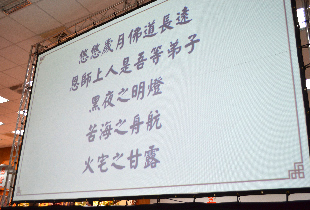 悠悠歲月佛道長遠
恩師上人是吾等弟子
黑夜之明燈
苦海之舟航
火宅之甘露